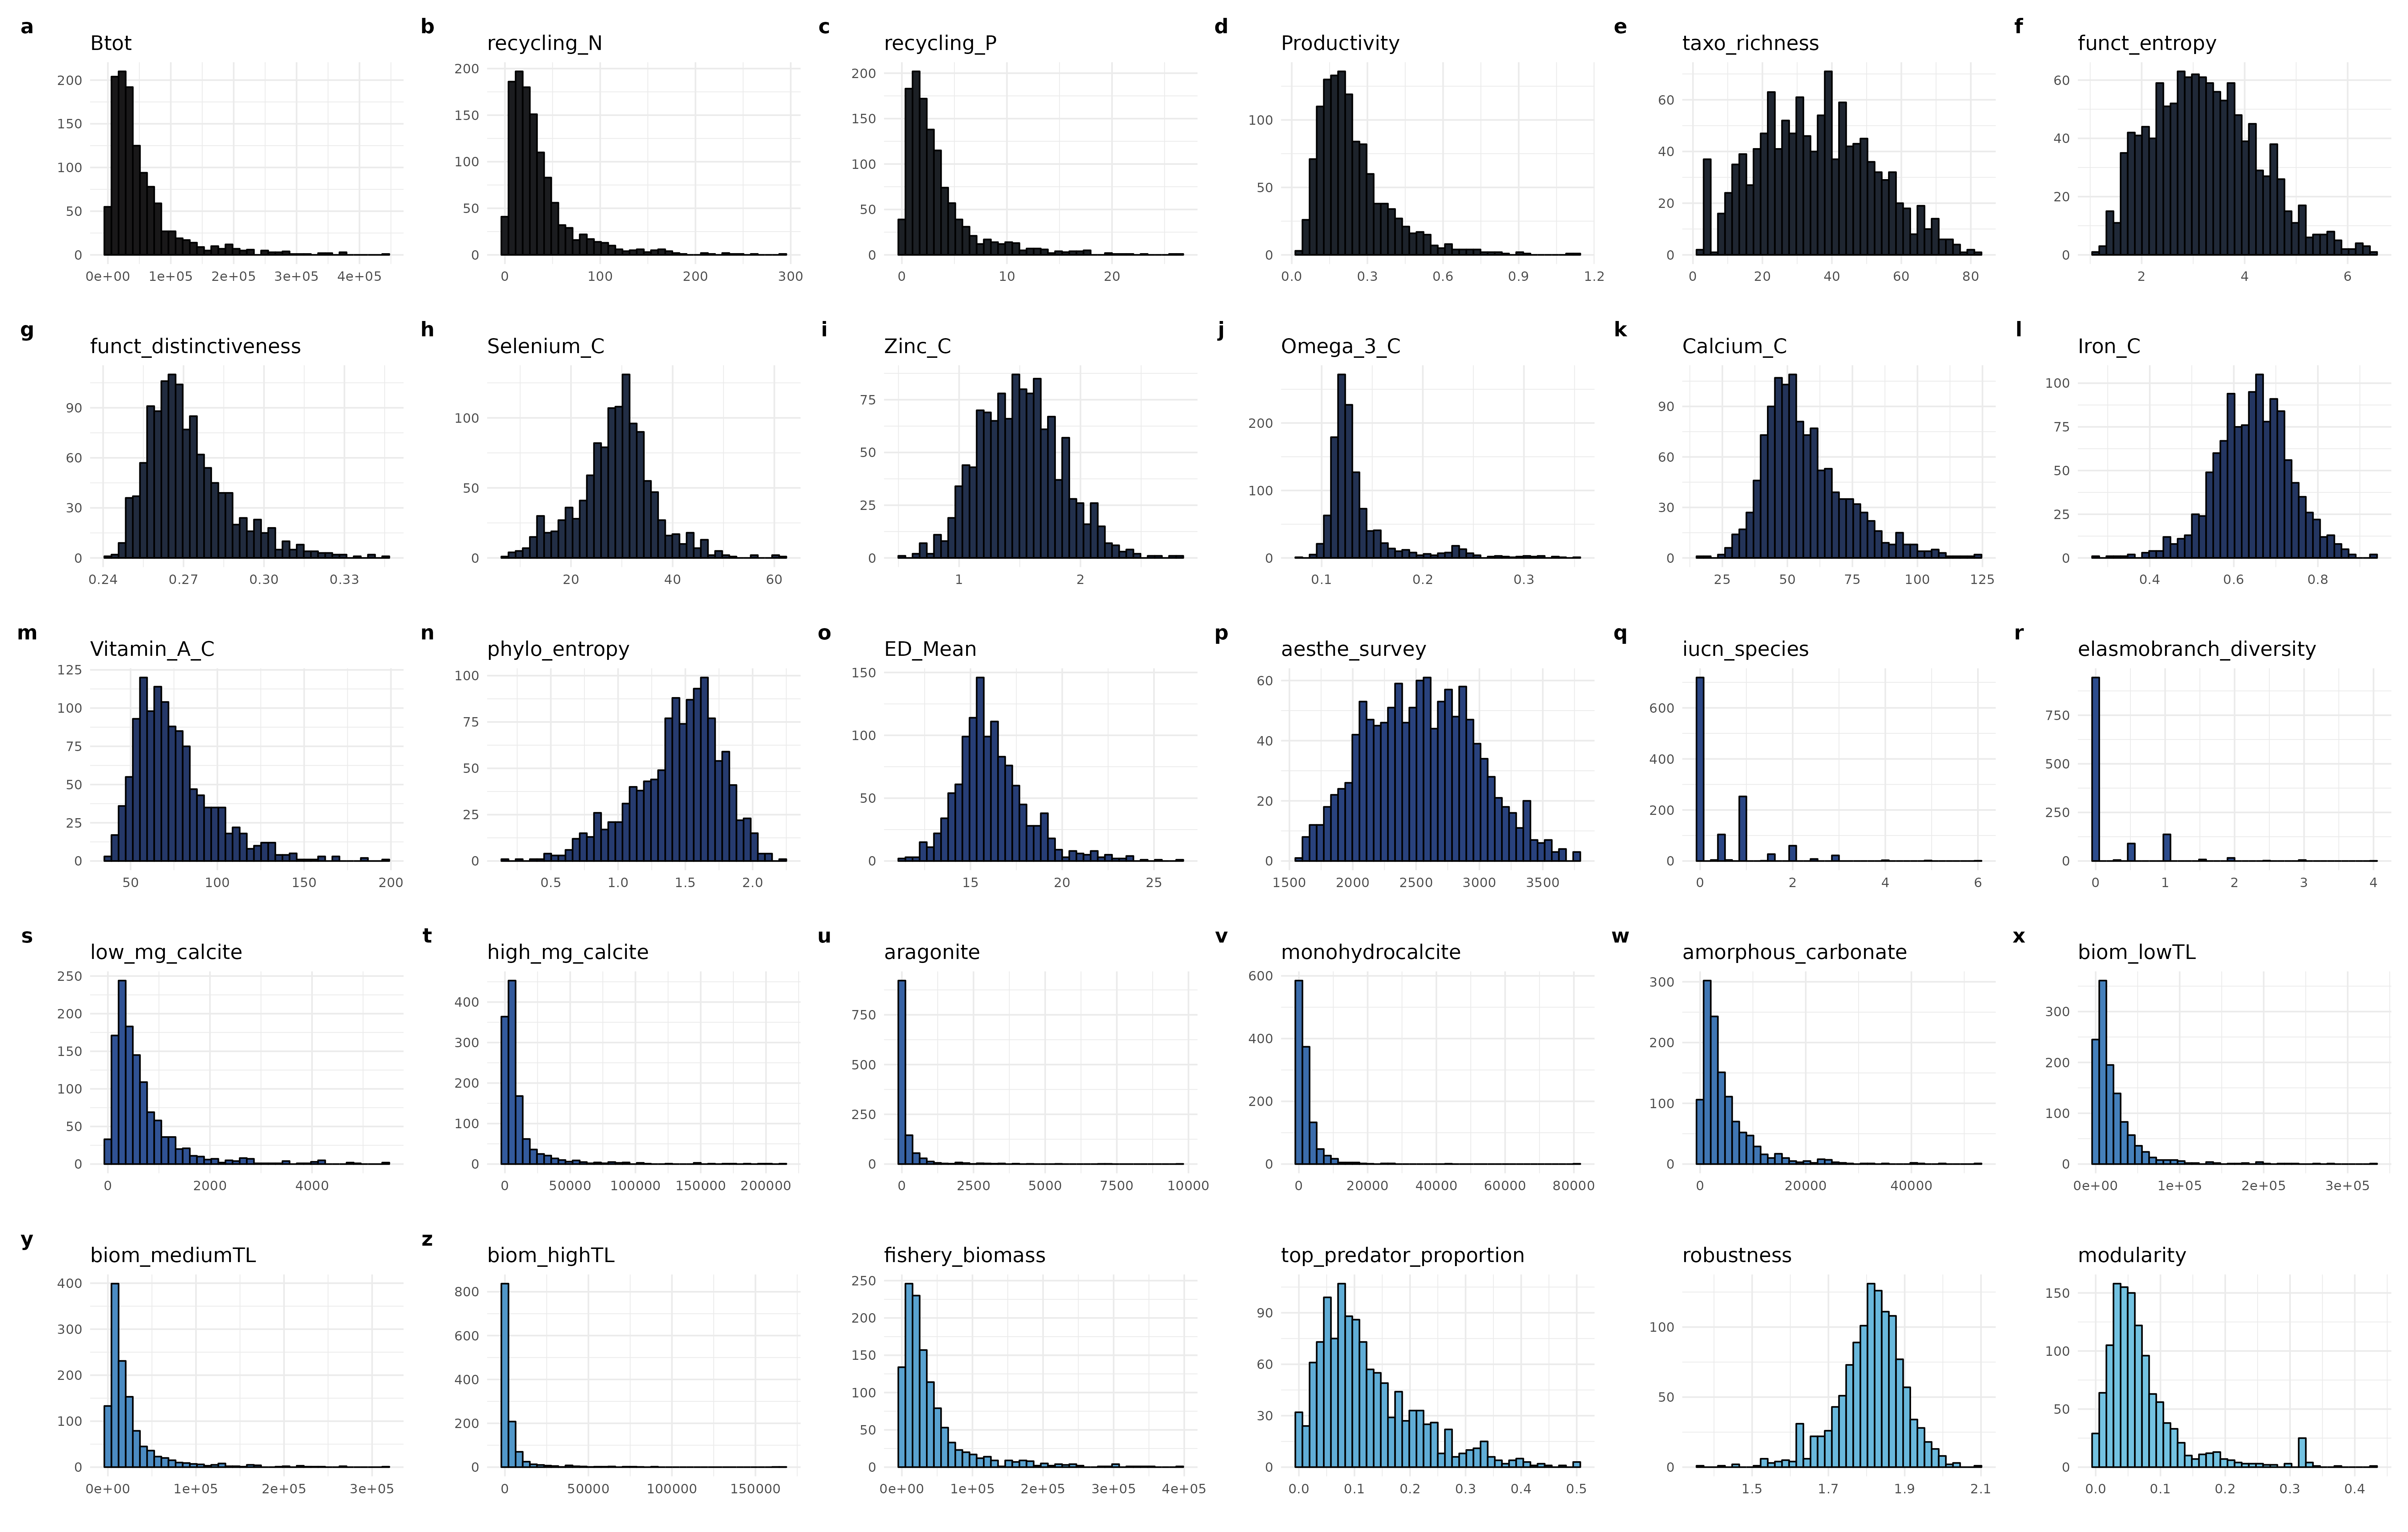 a b c d e f
Btot recycling_N recycling_P Productivity taxo_richness funct_entropy
200 150 100 50 0
0e+00 1e+05 2e+05 3e+05 4e+05
200 150 100 50 0
0 100 200 300
200 150 100 50 0
0 10 20
100 50 0
0.0 0.3 0.6 0.9 1.2
60 40 20 0
0 20 40 60 80
60 40 20 0
2 4 6
g h i j k l
funct_distinctiveness Selenium_C Zinc_C Omega_3_C Calcium_C Iron_C
90 60 30 0
0.24 0.27 0.30 0.33
100 50 0
20 40 60
75 50 25 0
1 2
200 100 0
0.1 0.2 0.3
90 60 30 0
25 50 75 100 125
100 75 50 25 0
0.4 0.6 0.8
m n o p q r
Vitamin_A_C phylo_entropy ED_Mean aesthe_survey iucn_species elasmobranch_diversity
125 100 75 50 25 0
50 100 150 200
100 75 50 25 0
0.5 1.0 1.5 2.0
150 100 50 0
15 20 25
60 40 20 0
1500 2000 2500 3000 3500
600 400 200 0
0 2 4 6
750 500 250 0
0 1 2 3 4
s t u v w x
low_mg_calcite high_mg_calcite aragonite monohydrocalcite amorphous_carbonate biom_lowTL
250 200 150 100 50 0
0 2000 4000
400 300 200 100 0
0 50000 100000 150000 200000
750 500 250 0
0 2500 5000 7500 10000
600 400 200 0
0 20000 40000 60000 80000
300 200 100 0
0 20000 40000
300 200 100 0
0e+00 1e+05 2e+05 3e+05
y z
biom_mediumTL biom_highTL fishery_biomass top_predator_proportion robustness modularity
400 300 200 100 0
0e+00 1e+05 2e+05 3e+05
800 600 400 200 0
0 50000 100000 150000
250 200 150 100 50 0
0e+00 1e+05 2e+05 3e+05 4e+05
90 60 30 0
0.0 0.1 0.2 0.3 0.4 0.5
100 50 0
1.5 1.7 1.9 2.1
150 100 50 0
0.0 0.1 0.2 0.3 0.4